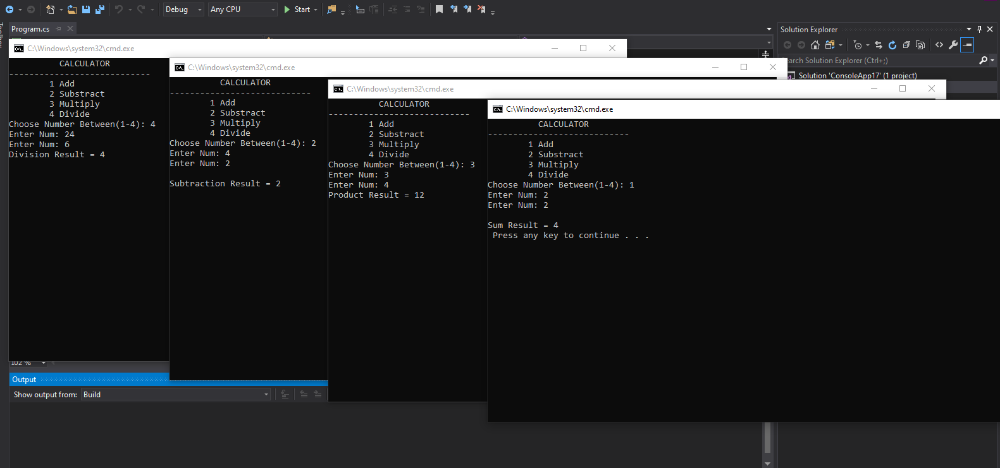 Debug
Any CPU
Start
Program.cs
Solution Explorer
Search Solution Explorer (Ctrl+;)
Solution 'ConsoleApp17' (1 project)
C:\Windows\system32\cmd.exe
CALCULATOR
----------------------------
1 Add
2 Substract
3 Multiply
4 Divide
Choose Number Between(1-4): 4
Enter Num: 24
Enter Num: 6
Division Result = 4
C:\Windows\system32\cmd.exe
CALCULATOR
----------------------------
1 Add
2 Substract
3 Multiply
4 Divide
Choose Number Between(1-4): 2
Enter Num: 4
Enter Num: 2
Subtraction Result = 2
C:\Windows\system32\cmd.exe
CALCULATOR
----------------------------
1 Add
2 Substract
3 Multiply
4 Divide
Choose Number Between(1-4): 3
Enter Num: 3
Enter Num: 4
Product Result = 12
C:\Windows\system32\cmd.exe
CALCULATOR
----------------------------
1 Add
2 Substract
3 Multiply
4 Divide
Choose Number Between(1-4): 1
Enter Num: 2
Enter Num: 2
Sum Result = 4
Press any key to continue . . .
102 %
Output
Show output from: Build